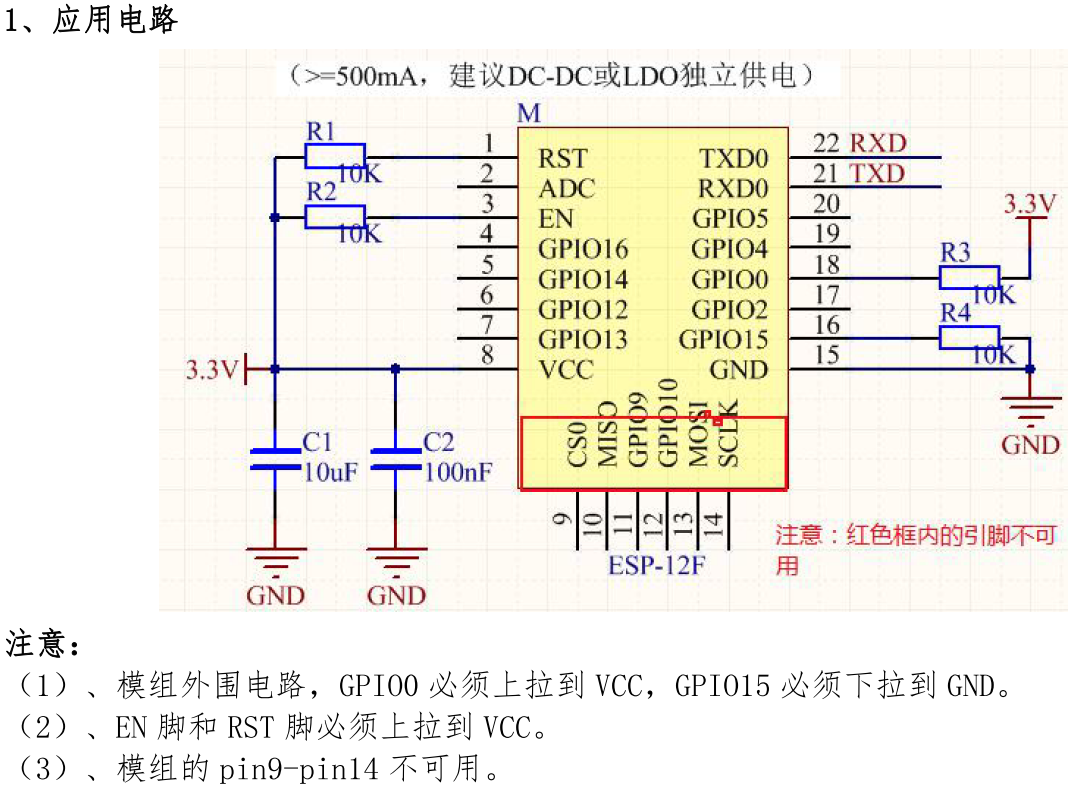 1、应用电路
（>=500mA，建议DC-DC或LDO独立供电）
M
R1
10K
R2
10K
1
2
3
4
5
6
7
8
RST
ADC
EN
GPIO16
GPIO14
GPIO12
GPIO13
VCC
TXD0
RXD0
GPIO5
GPIO4
GPIO0
GPIO2
GPIO15
GND
22 RXD
21 TXD
20
19
18
17
16
15
3.3V
R3
10K
R4
10K
GND
3.3V
C1
10uF
C2
100nF
GND
GND
CS0
MISO
GPIO9
GPIO10
MOSI
SCLK
9
10
11
12
13
14
ESP-12F
注意：红色框内的引脚不可
用
注意：
（1）、模组外围电路，GPIO0 必须上拉到 VCC，GPIO15 必须下拉到 GND。
（2）、EN 脚和 RST 脚必须上拉到 VCC。
（3）、模组的 pin9-pin14 不可用。